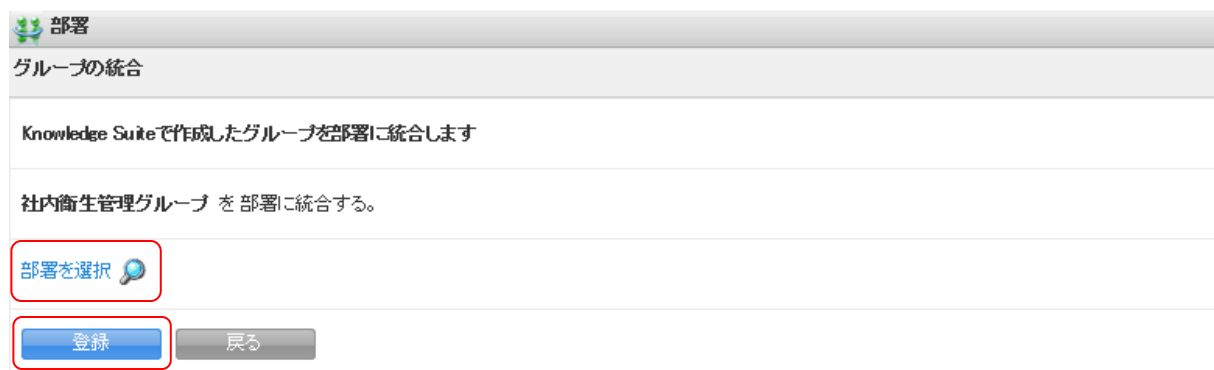 部署
グループの統合
Knowledge Suiteで作成したグループを部署に統合します
社内衛生管理グループ を 部署に統合する。
部署を選択
登録 戻る